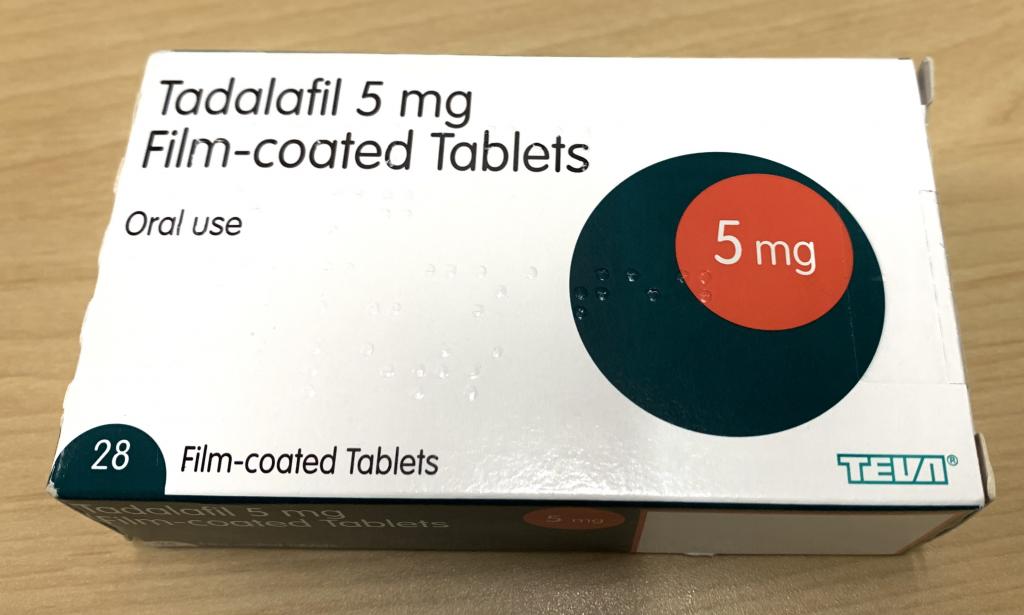 Tadalafil 5 mg
Film-coated Tablets
Oral use
5 mg
28 Film-coated Tablets
TEVA®
Tadalafil 5 mg
Film-coated Tablets
5 mg